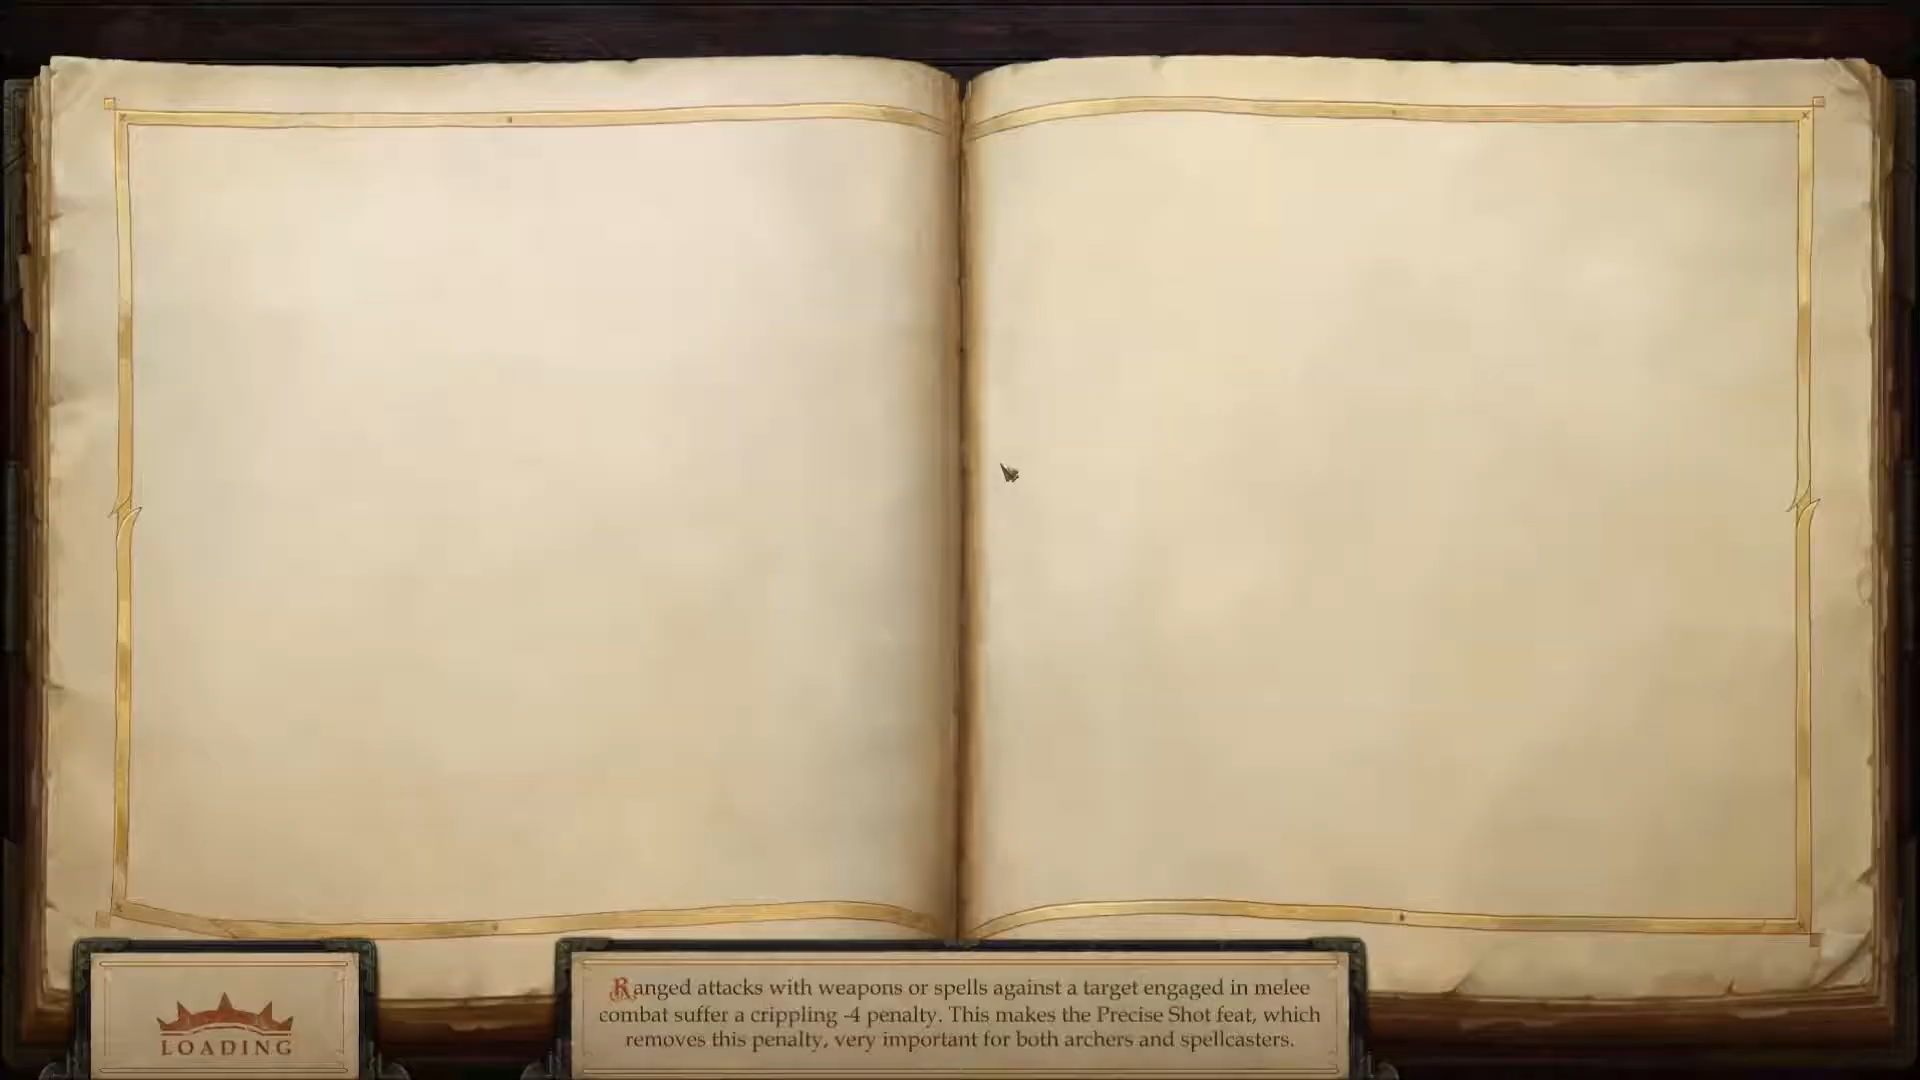 Ranged attacks with weapons or spells against a target engaged in melee
combat suffer a crippling -4 penalty. This makes the Precise Shot feat, which
removes this penalty, very important for both archers and spellcasters.
LOADING